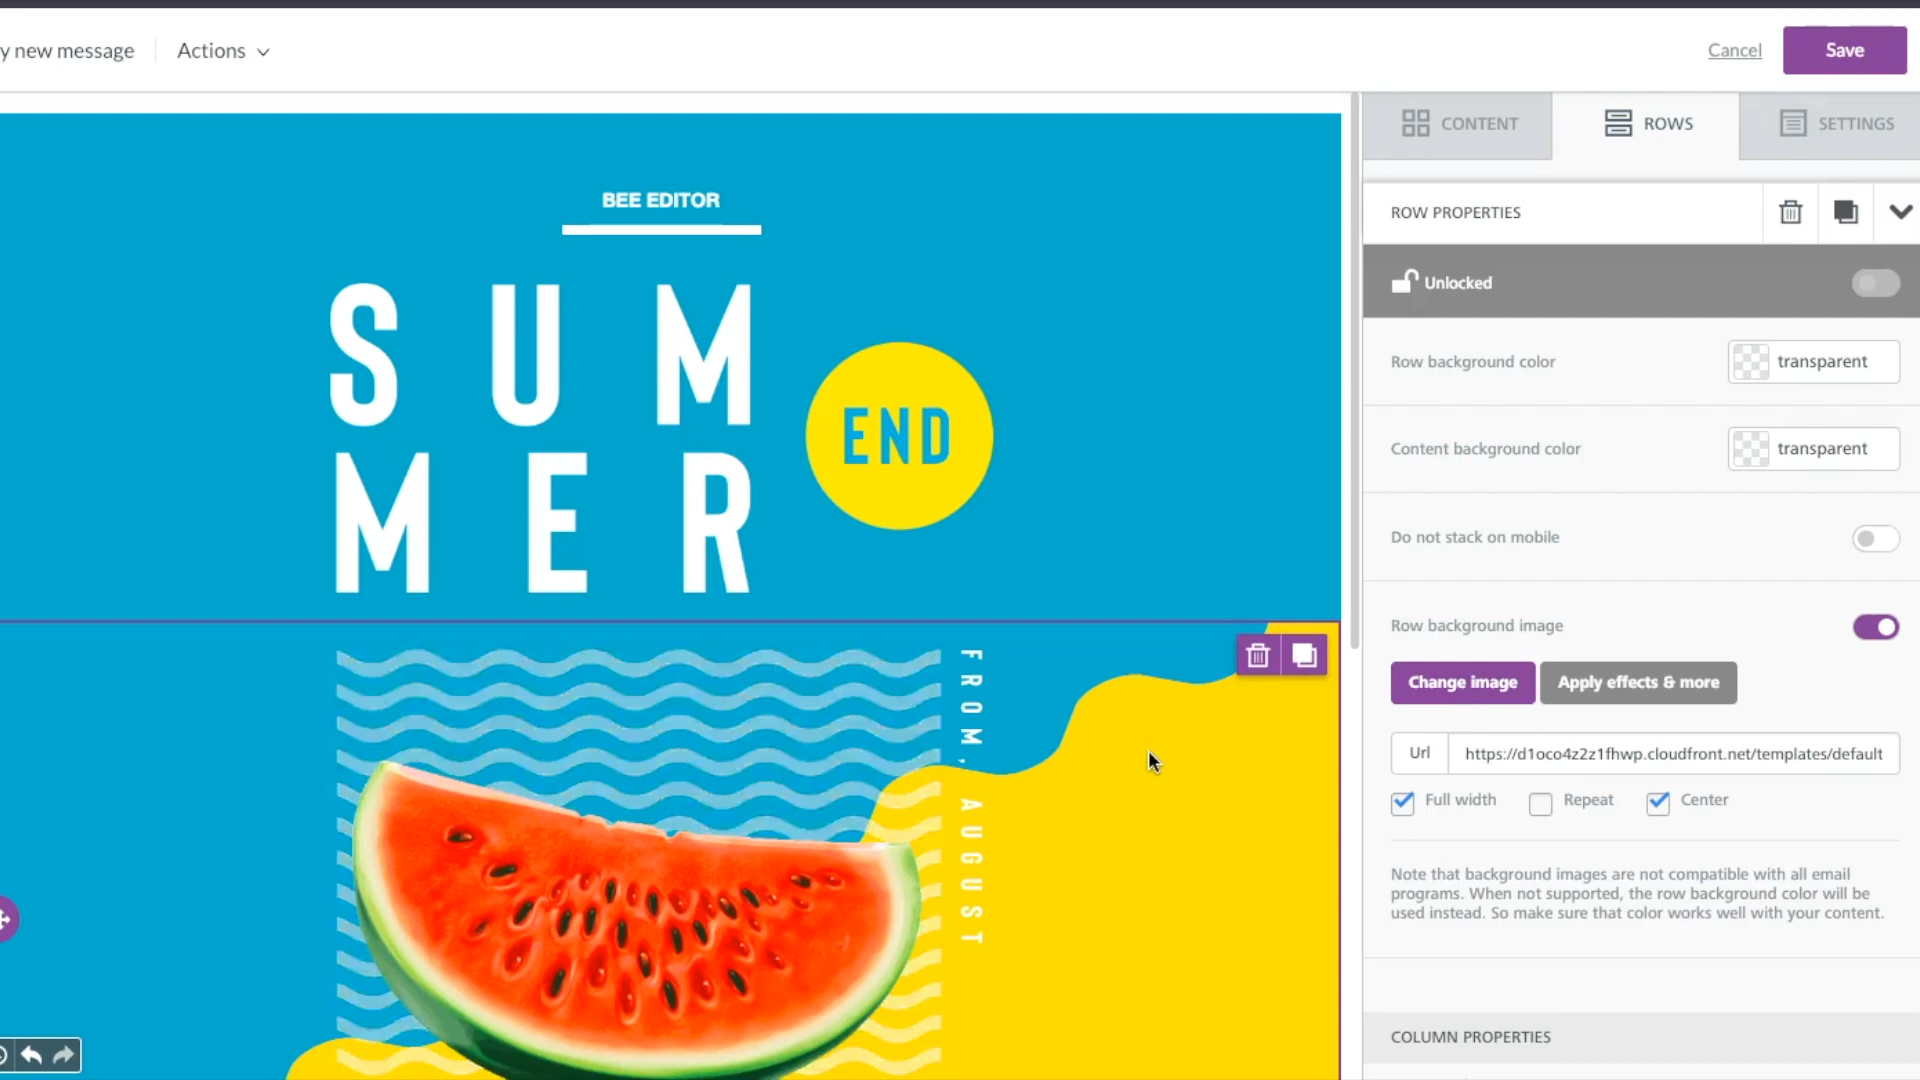 y new message
Actions
Cancel
Save
CONTENT
ROWS
SETTINGS
BEE EDITOR
SUM
MER
END
FROM, AUGUST
ROW PROPERTIES
Unlocked
Row background color
transparent
Content background color
transparent
Do not stack on mobile
Row background image
Change image
Apply effects & more
Url
https://d1oco4z2z1fhwp.cloudfront.net/templates/default
Full width
Repeat
Center
Note that background images are not compatible with all email
programs. When not supported, the row background color will be
used instead. So make sure that color works well with your content.
COLUMN PROPERTIES